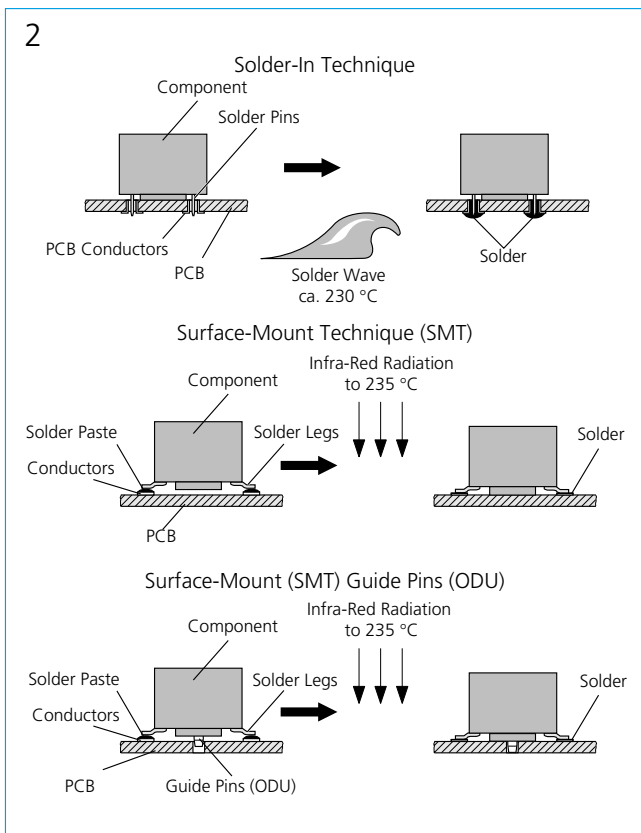 2
Solder-In Technique
Component
Solder Pins
PCB Conductors
PCB
Solder Wave
ca. 230 °C
Solder
Surface-Mount Technique (SMT)
Component
Infra-Red Radiation
to 235 °C
Solder Paste
Solder Legs
Conductors
Solder
PCB
Surface-Mount (SMT) Guide Pins (ODU)
Component
Infra-Red Radiation
to 235 °C
Solder Paste
Solder Legs
Conductors
Solder
PCB
Guide Pins (ODU)